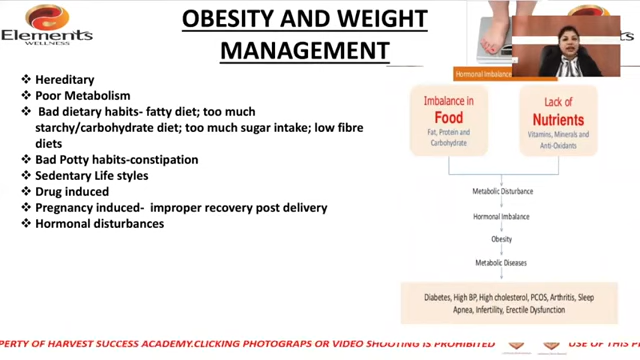 Elements
WELLNESS
OBESITY AND WEIGHT
MANAGEMENT
❖ Hereditary
❖ Poor Metabolism
❖ Bad dietary habits- fatty diet; too much
starchy/carbohydrate diet; too much sugar intake; low fibre
diets
❖ Bad Potty habits-constipation
❖ Sedentary Life styles
❖ Drug induced
❖ Pregnancy induced- improper recovery post delivery
❖ Hormonal disturbances
Hormonal Imbalance
Imbalance in
Food
Fat, Protein and
Carbohydrate
Lack of
Nutrients
Vitamins, Minerals and
Anti-Oxidants
Metabolic Disturbance
Hormonal Imbalance
Obesity
Metabolic Diseases
Diabetes, High BP, High cholesterol, PCOS, Arthritis, Sleep
Apnea, Infertility, Erectile Dysfunction
PERTY OF HARVEST SUCCESS ACADEMY.CLICKING PHOTOGRAPS OR VIDEO SHOOTING IS PROHIBITED USE OF THIS P